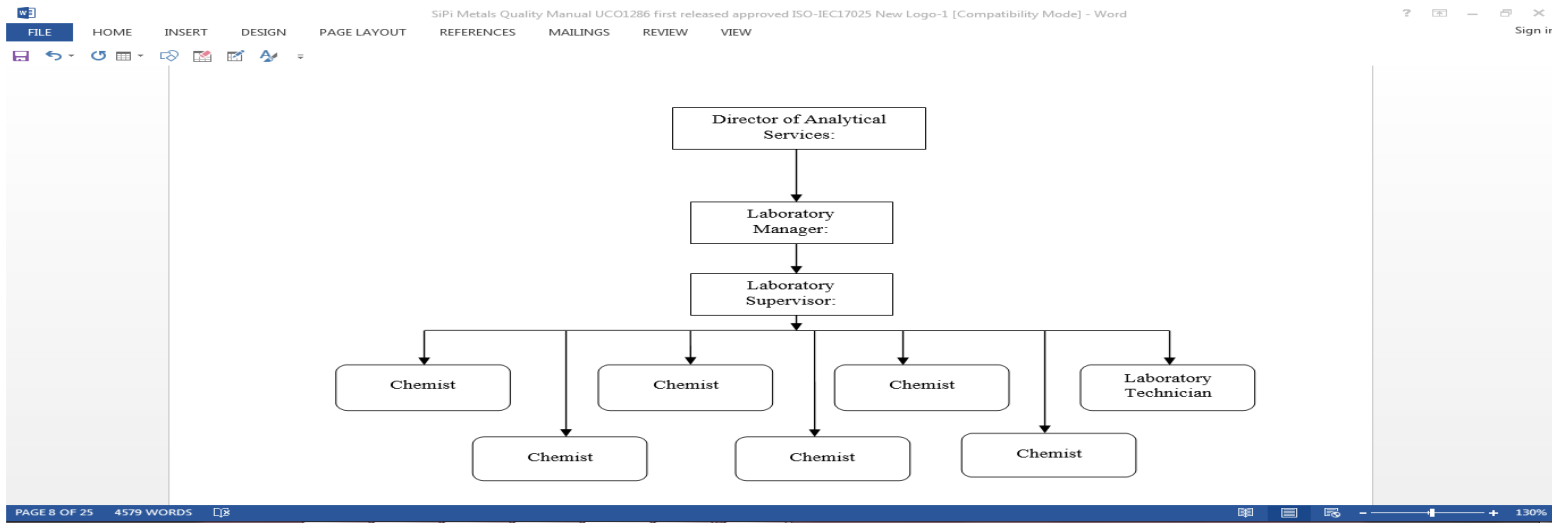 SiPi Metals Quality Manual UCO1286 first released approved ISO-IEC17025 New Logo-1 [Compatibility Mode] - Word
FILE HOME INSERT DESIGN PAGE LAYOUT REFERENCES MAILINGS REVIEW VIEW
Sign in
Director of Analytical
Services:
Laboratory
Manager:
Laboratory
Supervisor:
Chemist
Chemist
Chemist
Laboratory
Technician
Chemist
Chemist
Chemist
PAGE 8 OF 25 4579 WORDS
130%